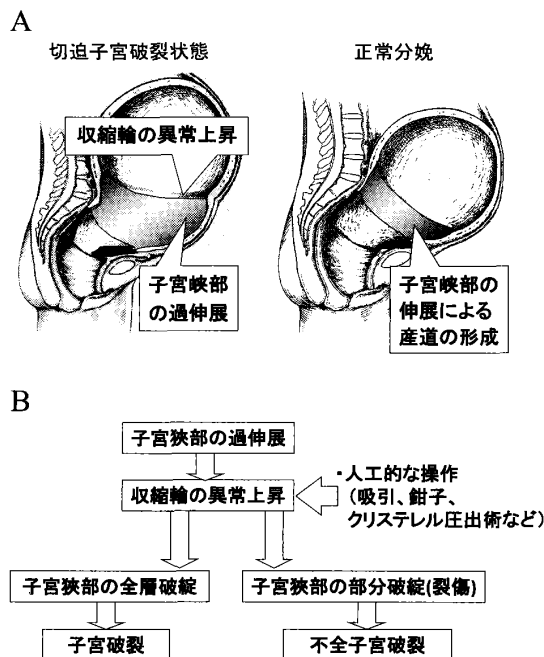 A
切迫子宮破裂状態
正常分娩
収縮輪の異常上昇
子宮峡部
の過伸展
子宮峡部の
伸展による
産道の形成
B
子宮狭部の過伸展
収縮輪の異常上昇
・人工的な操作
（吸引、鉗子、
クリステレル圧出術など）
子宮狭部の全層破綻
子宮狭部の部分破綻(裂傷)
子宮破裂
不全子宮破裂